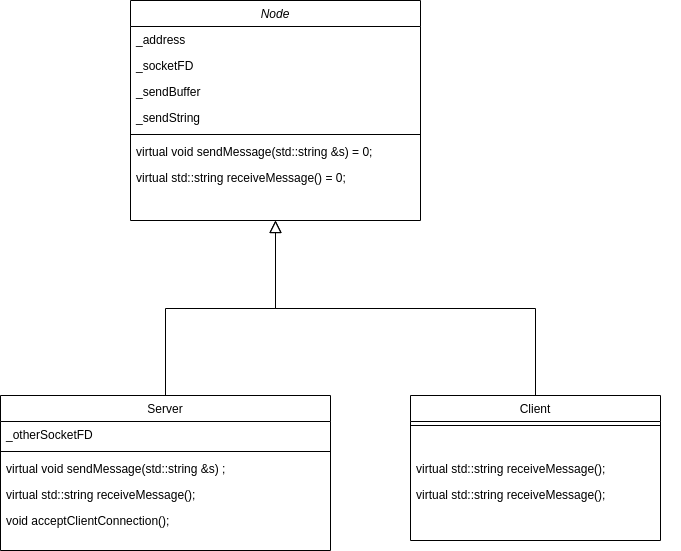 Node
_address
_socketFD
_sendBuffer
_sendString
virtual void sendMessage(std::string &s) = 0;
virtual std::string receiveMessage() = 0;
Server
_otherSocketFD
virtual void sendMessage(std::string &s) ;
virtual std::string receiveMessage();
void acceptClientConnection();
Client
virtual std::string receiveMessage();
virtual std::string receiveMessage();